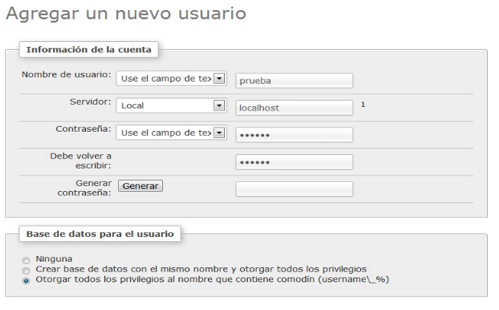 Agregar un nuevo usuario
Información de la cuenta
Nombre de usuario: Use el campo de tex prueba
Servidor: Local localhost 1
Contraseña: Use el campo de tex ••••••
Debe volver a escribir: ••••••
Generar contraseña: Generar
Base de datos para el usuario
Ninguna
Crear base de datos con el mismo nombre y otorgar todos los privilegios
Otorgar todos los privilegios al nombre que contiene comodín (username\_%)